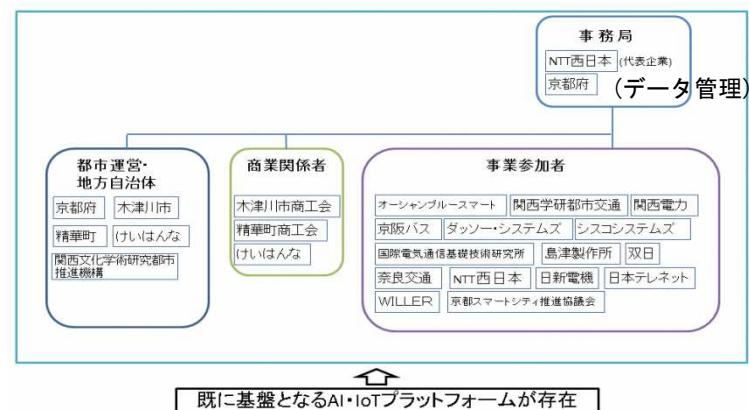 事務局
NTT西日本 (代表企業)
京都府 (データ管理)
都市運営・
地方自治体
京都府 木津川市
精華町 けいはんな
関西文化学術研究都市
推進機構
商業関係者
木津川市商工会
精華町商工会
けいはんな
事業参加者
オーシャンブルースマート 関西学研都市交通 関西電力
京阪バス ダッソー・システムズ シスコシステムズ
国際電気通信基礎技術研究所 島津製作所 双日
奈良交通 NTT西日本 日新電機 日本テレネット
WILLER 京都スマートシティ推進協議会
既に基盤となるAI・IoTプラットフォームが存在